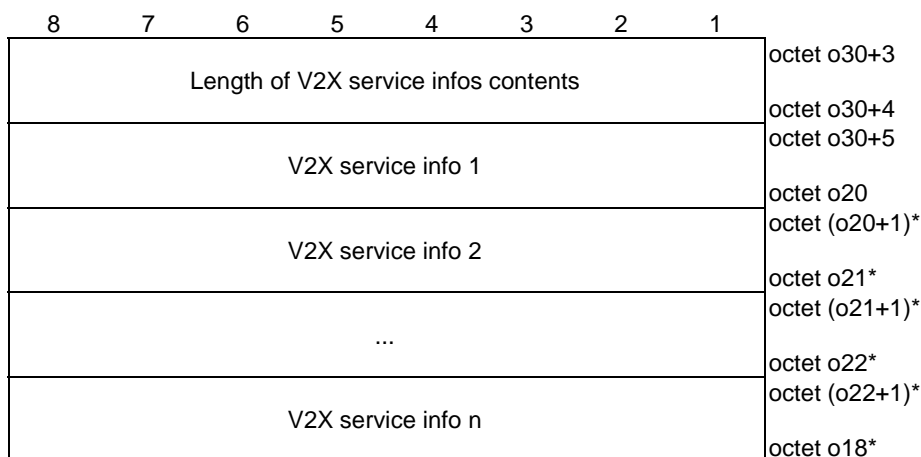 8 7 6 5 4 3 2 1
octet o30+3
Length of V2X service infos contents
octet o30+4
octet o30+5
V2X service info 1
octet o20
octet (o20+1)*
V2X service info 2
octet o21*
octet (o21+1)*
...
octet o22*
octet (o22+1)*
V2X service info n
octet o18*